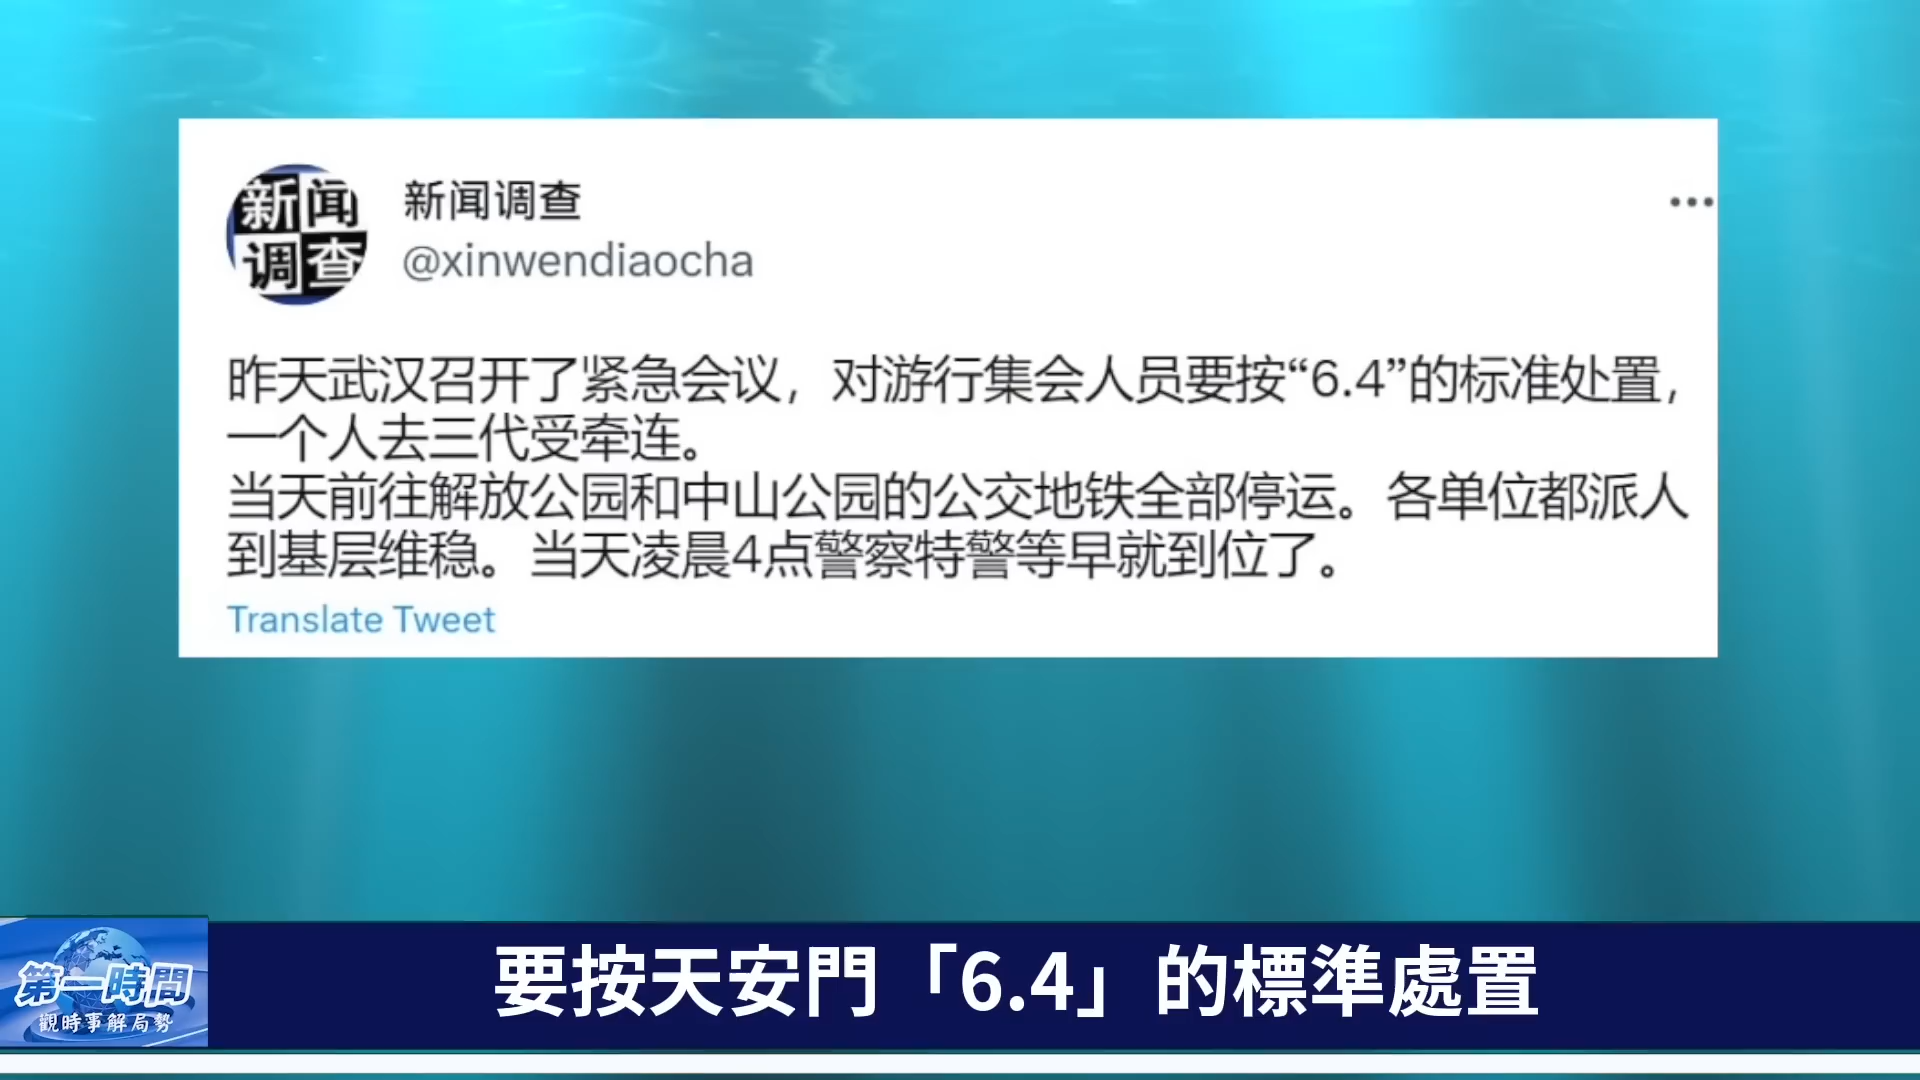 新闻
调查
新闻调查
@xinwendiaocha
昨天武汉召开了紧急会议，对游行集会人员要按“6.4”的标准处置，
一个人去三代受牵连。
当天前往解放公园和中山公园的公交地铁全部停运。各单位都派人
到基层维稳。当天凌晨4点警察特警等早就到位了。
Translate Tweet
要按天安門「6.4」的標準處置
第一時間
觀時事解局勢